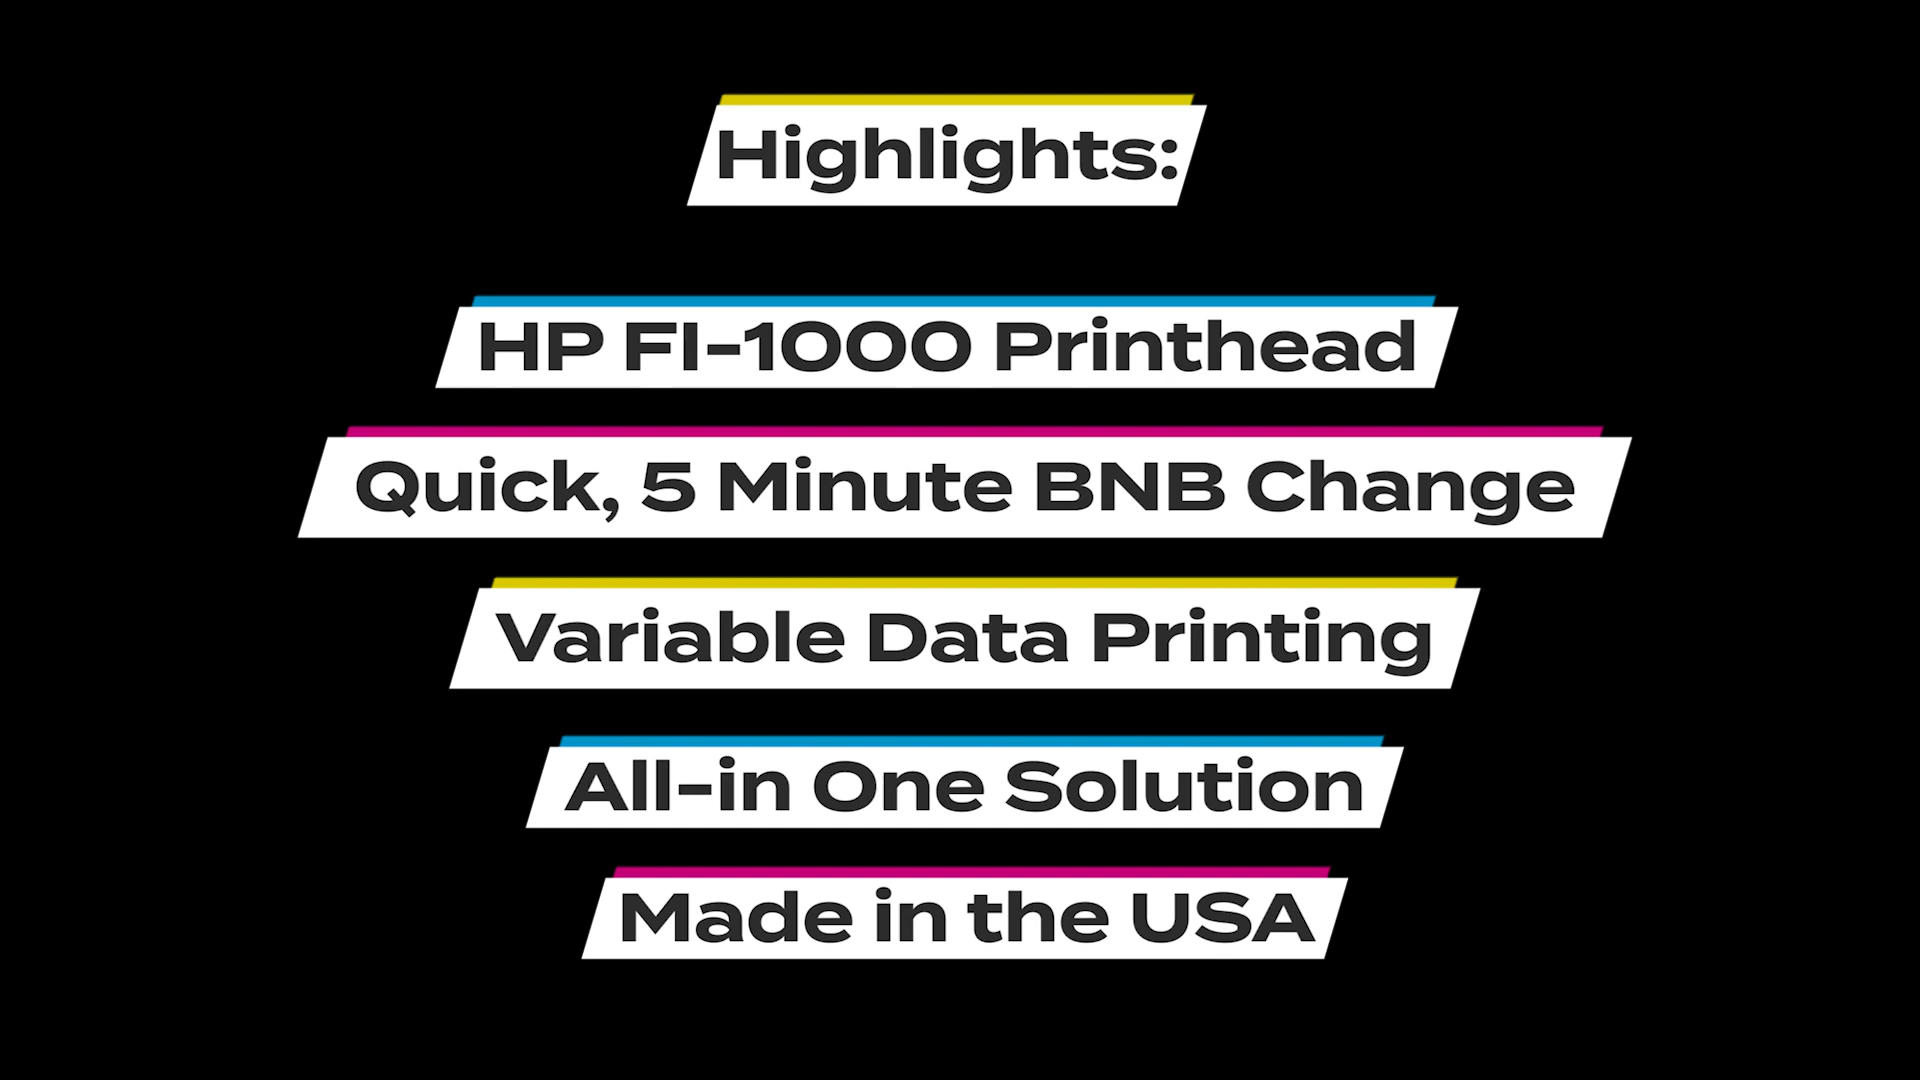 Highlights:
HP FI-1000 Printhead
Quick, 5 Minute BNB Change
Variable Data Printing
All-in One Solution
Made in the USA